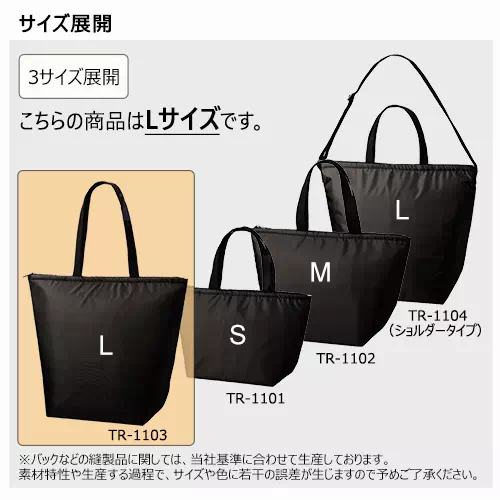 サイズ展開
3サイズ展開
こちらの商品はLサイズです。
L
TR-1103
S
TR-1101
M
TR-1102
L
TR-1104
(ショルダータイプ)
※バックなどの縫製品に関しては、当社基準に合わせて生産しております。
素材特性や生産する過程で、サイズや色に若干の誤差が生じますので予めご了承ください。